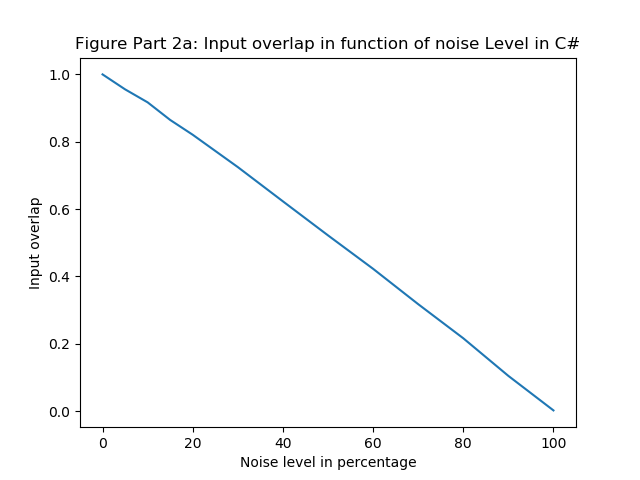 Figure Part 2a: Input overlap in function of noise Level in C#
1.0
0.8
0.6
0.4
0.2
0.0
Input overlap
0 20 40 60 80 100
Noise level in percentage